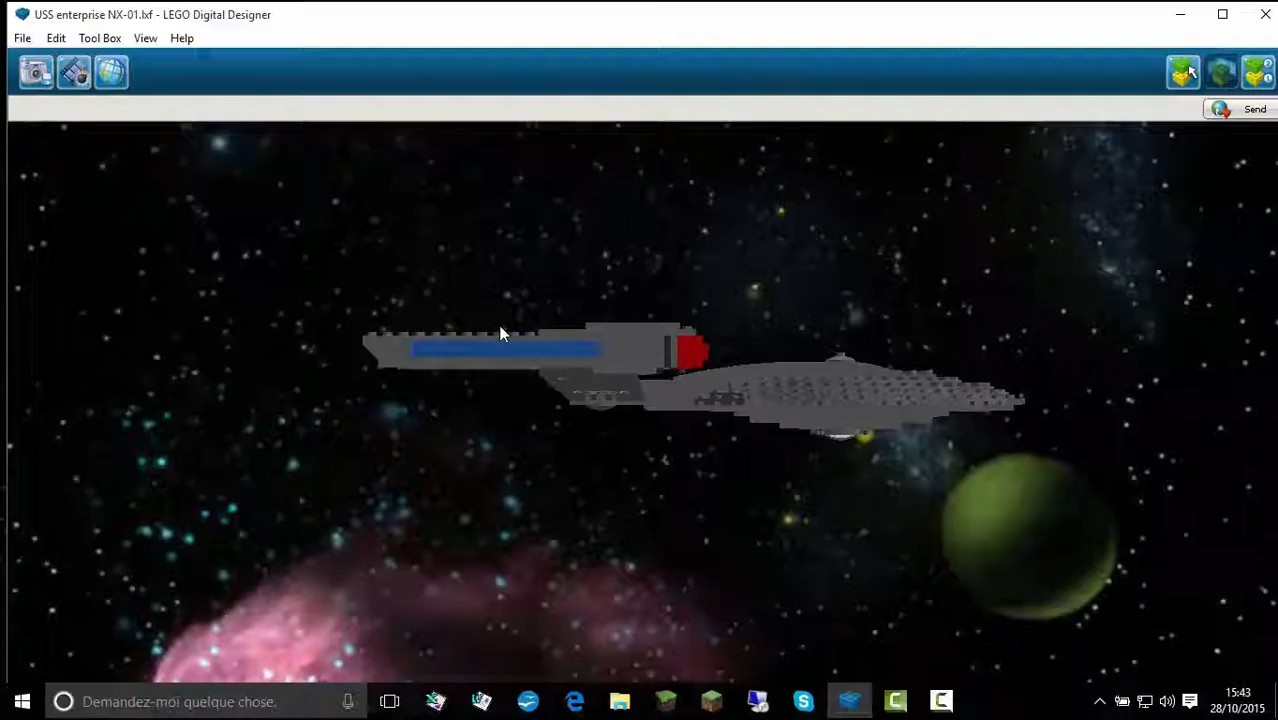 USS enterprise NX-01.lxf - LEGO Digital Designer
File Edit Tool Box View Help
Send
Demandez-moi quelque chose.
15:43
28/10/2015